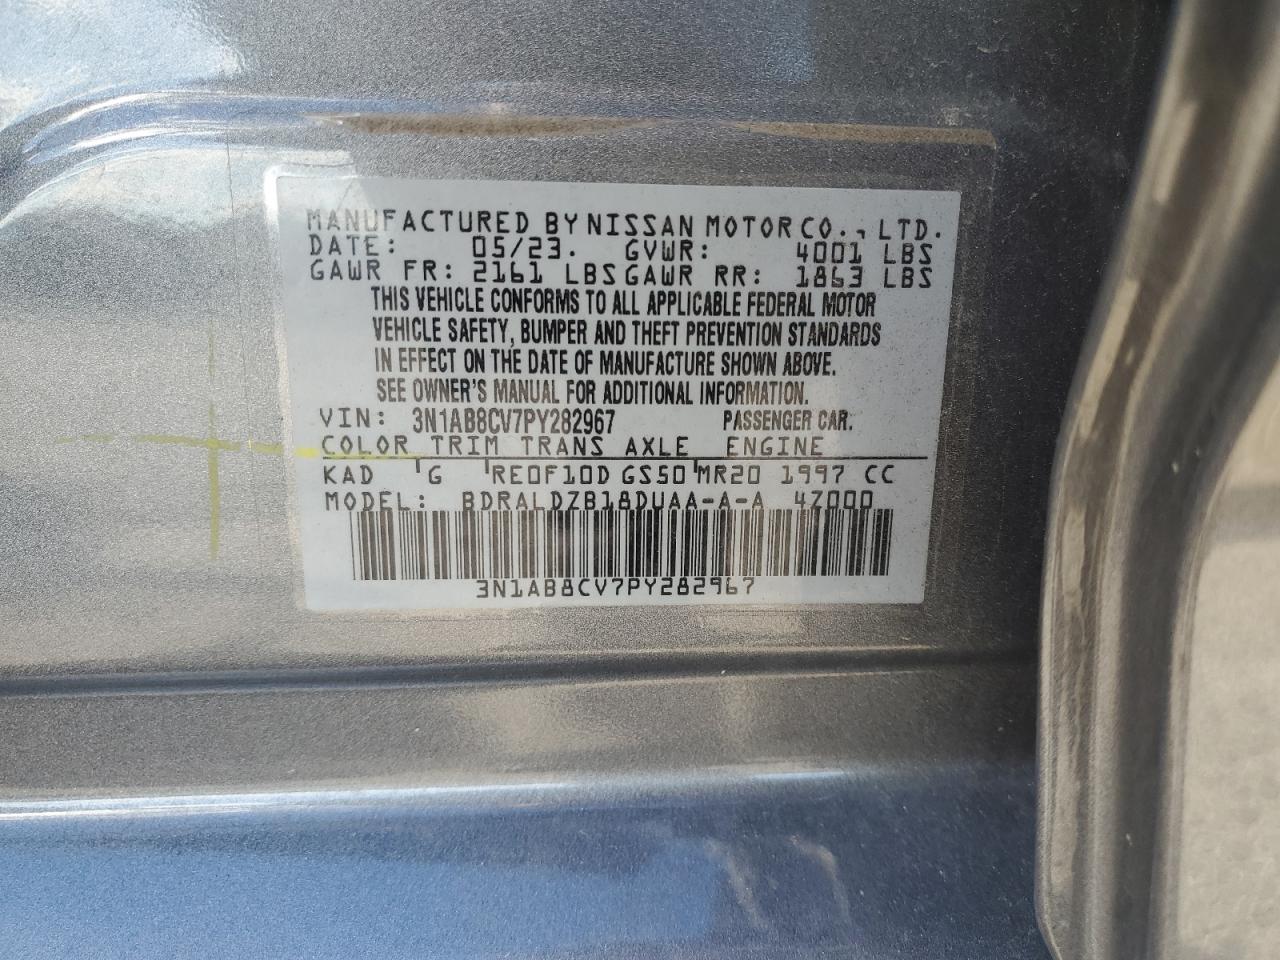 MANUFACTURED BY NISSAN MOTOR CO., LTD.
DATE: 05/23. GVWR: 4001 LBS
GAWR FR: 2161 LBS GAWR RR: 1863 LBS
THIS VEHICLE CONFORMS TO ALL APPLICABLE FEDERAL MOTOR
VEHICLE SAFETY, BUMPER AND THEFT PREVENTION STANDARDS
IN EFFECT ON THE DATE OF MANUFACTURE SHOWN ABOVE.
SEE OWNER'S MANUAL FOR ADDITIONAL INFORMATION.
VIN: 3N1AB8CV7PY282967 PASSENGER CAR.
COLOR TRIM TRANS AXLE ENGINE
KAD G RE0F10D GS50 MR20 1997 CC
MODEL: BDRALDZB18DUAA-A-A 4Z000
3N1AB8CV7PY282967